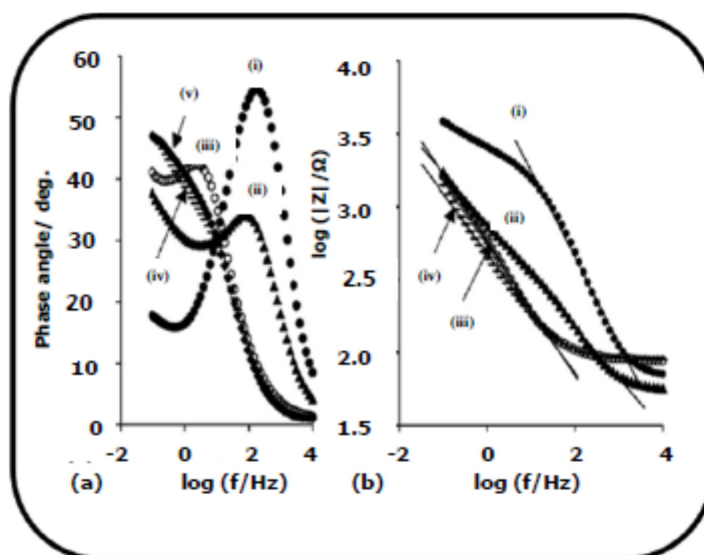 60
50
40
30
20
10
0
Phase angle/ deg.
(i)
(v)
(iii)
(ii)
(iv)
-2 0 2 4
(a) log (f/Hz)
4.0
3.5
3.0
2.5
2.0
1.5
log (|Z|/Ω)
(i)
(ii)
(iv)
(iii)
-2 0 2 4
(b) log (f/Hz)